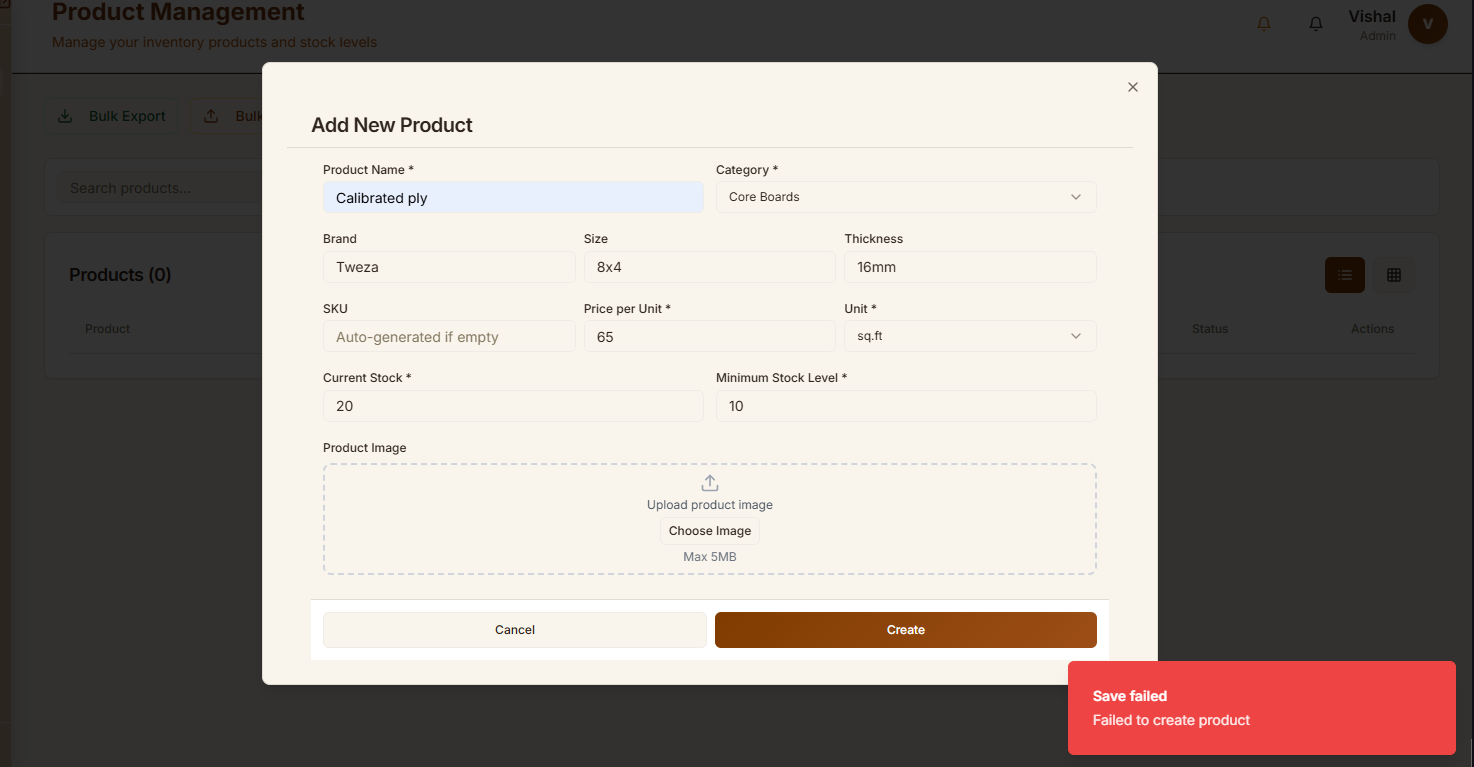 Product Management
Manage your inventory products and stock levels
Vishal
Admin
V
Bulk Export
Bulk
Search products...
Products (0)
Product
Status
Actions
Add New Product
Product Name *
Category *
Calibrated ply
Core Boards
Brand
Size
Thickness
Tweza
8x4
16mm
SKU
Price per Unit *
Unit *
Auto-generated if empty
65
sq.ft
Current Stock *
Minimum Stock Level *
20
10
Product Image
Upload product image
Choose Image
Max 5MB
Cancel
Create
Save failed
Failed to create product